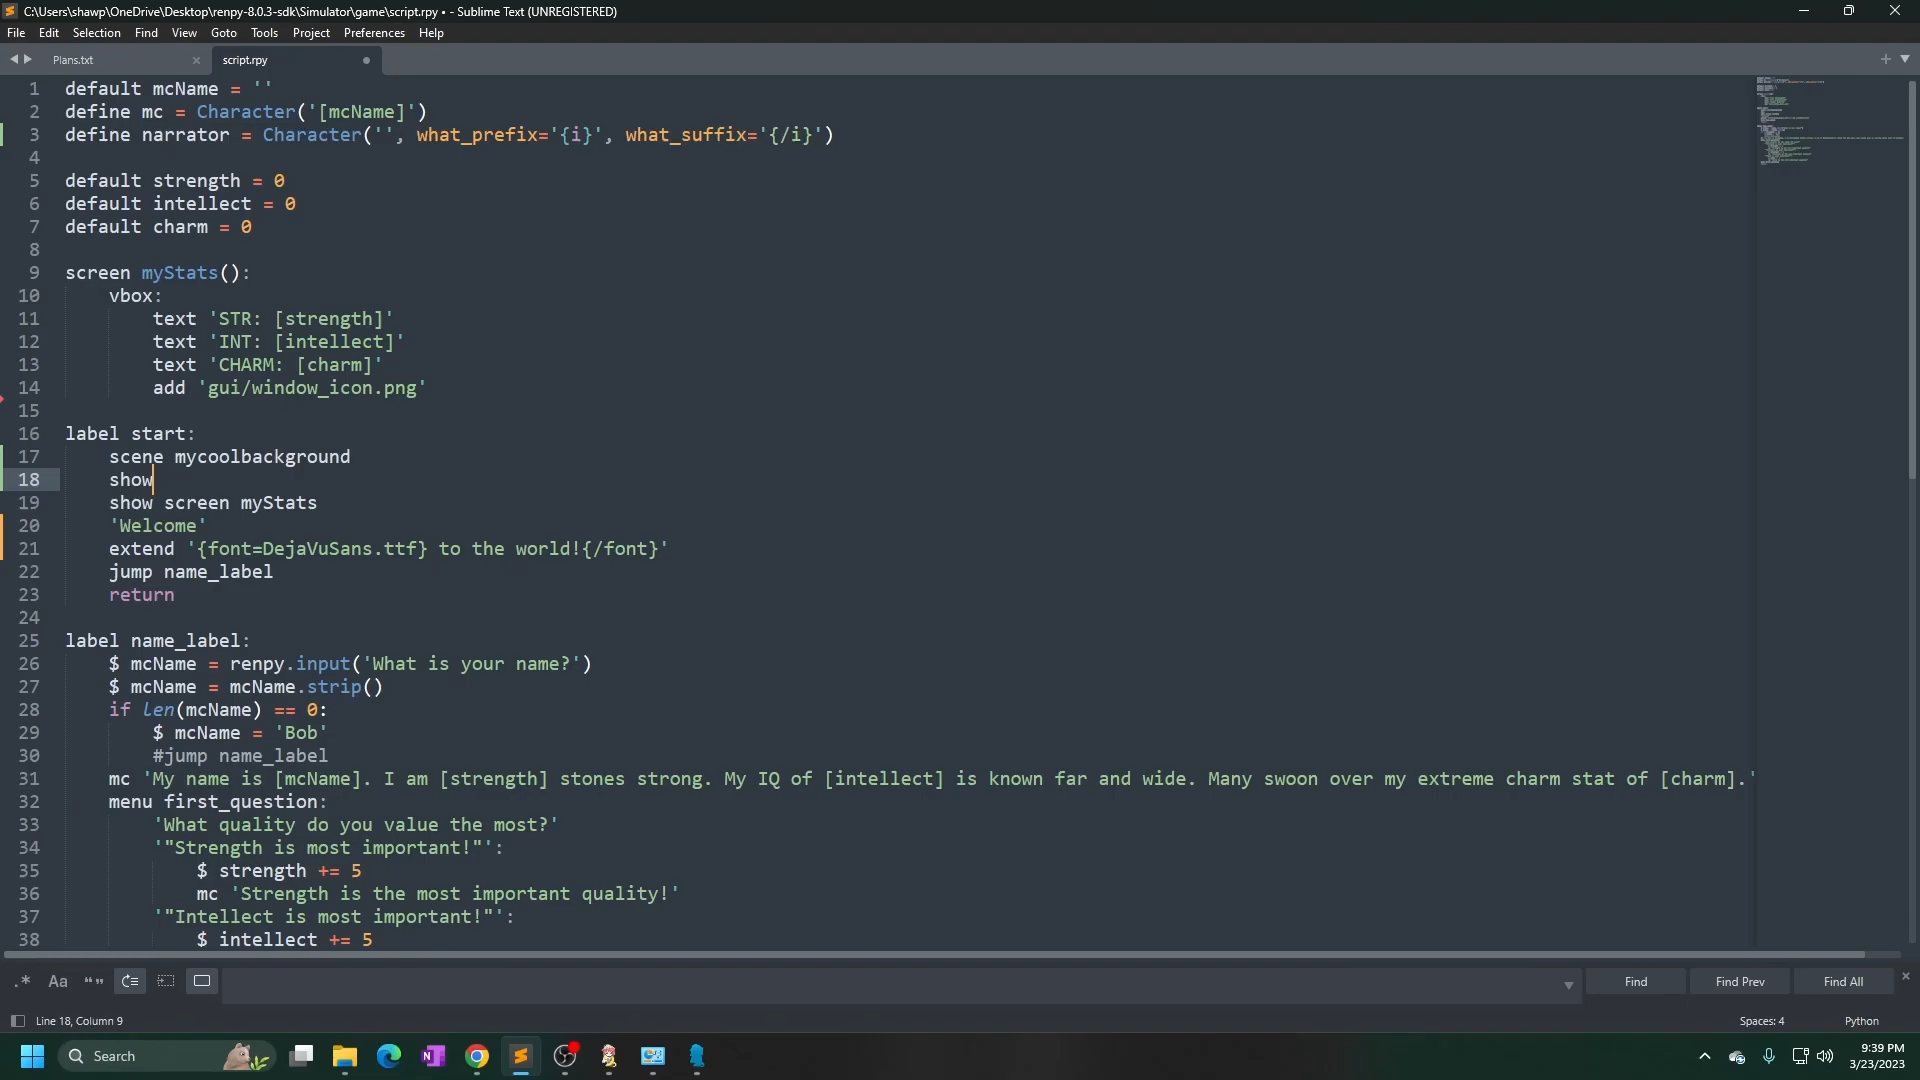 C:\Users\shawp\OneDrive\Desktop\renpy-8.0.3-sdk\Simulator\game\script.rpy • - Sublime Text (UNREGISTERED)
File Edit Selection Find View Goto Tools Project Preferences Help
Plans.txt script.rpy
1 default mcName = ''
2 define mc = Character('[mcName]')
3 define narrator = Character('', what_prefix='{i}', what_suffix='{/i}')
4
5 default strength = 0
6 default intellect = 0
7 default charm = 0
8
9 screen myStats():
10 vbox:
11 text 'STR: [strength]'
12 text 'INT: [intellect]'
13 text 'CHARM: [charm]'
14 add 'gui/window_icon.png'
15
16 label start:
17 scene mycoolbackground
18 show
19 show screen myStats
20 'Welcome'
21 extend '{font=DejaVuSans.ttf} to the world!{/font}'
22 jump name_label
23 return
24
25 label name_label:
26 $ mcName = renpy.input('What is your name?')
27 $ mcName = mcName.strip()
28 if len(mcName) == 0:
29 $ mcName = 'Bob'
30 #jump name_label
31 mc 'My name is [mcName]. I am [strength] stones strong. My IQ of [intellect] is known far and wide. Many swoon over my extreme charm stat of [charm].'
32 menu first_question:
33 'What quality do you value the most?'
34 '"Strength is most important!"':
35 $ strength += 5
36 mc 'Strength is the most important quality!'
37 '"Intellect is most important!"':
38 $ intellect += 5
.* Aa “” Find Find Prev Find All
Line 18, Column 9 Spaces: 4 Python
Search 9:39 PM
3/23/2023